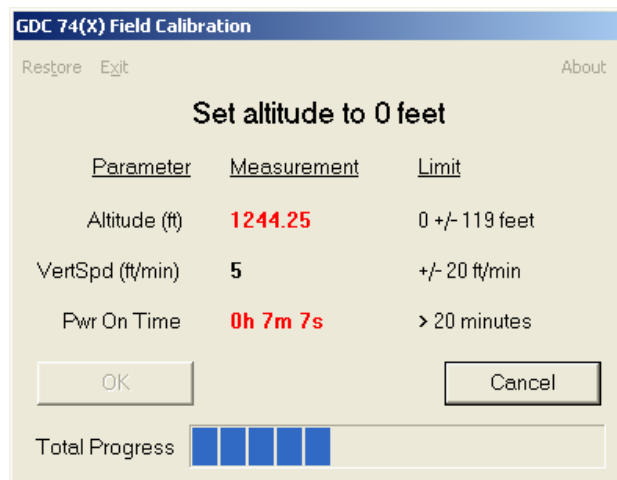 GDC 74(X) Field Calibration
Restore Exit About
Set altitude to 0 feet
Parameter Measurement Limit
Altitude (ft) 1244.25 0 +/- 119 feet
VertSpd (ft/min) 5 +/- 20 ft/min
Pwr On Time 0h 7m 7s > 20 minutes
OK Cancel
Total Progress